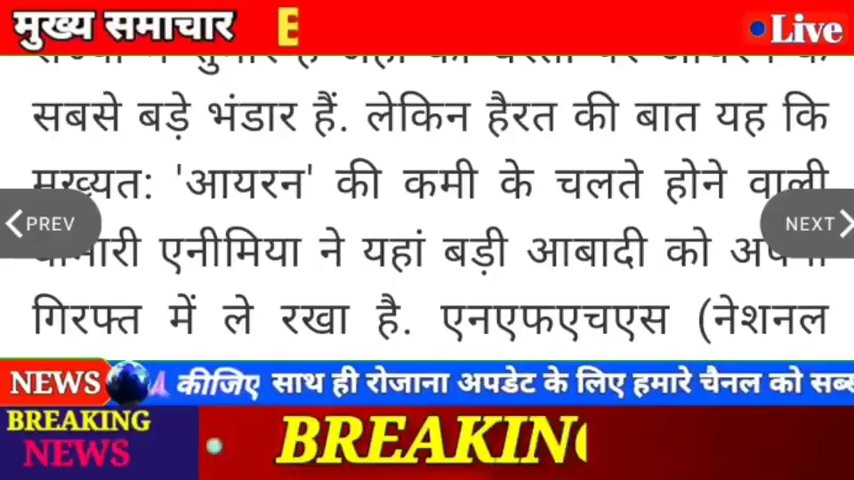 मुख्य समाचार
Live
सबसे बड़े भंडार हैं. लेकिन हैरत की बात यह कि
मुख्यत: 'आयरन' की कमी के चलते होने वाली
PREV
NEXT
एनीमिया ने यहां बड़ी आबादी को
गिरफ्त में ले रखा है. एनएफएचएस (नेशनल
NEWS कीजिए साथ ही रोजाना अपडेट के लिए हमारे चैनल को
BREAKING
NEWS